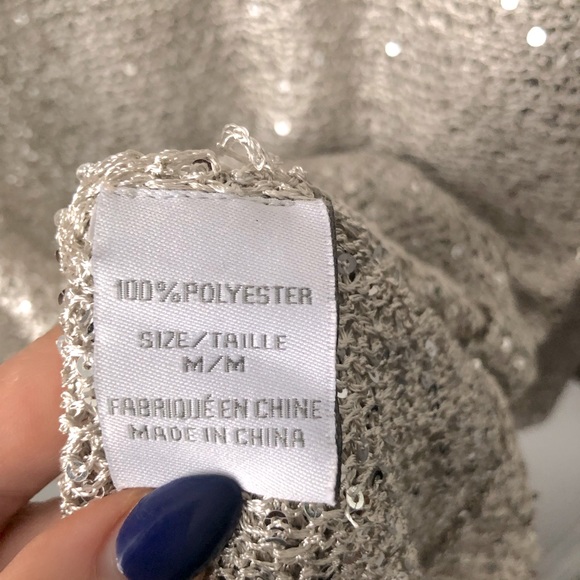 100%POLYESTER
SIZE/TAILLE
M/M
FABRIQUÉ EN CHINE
MADE IN CHINA